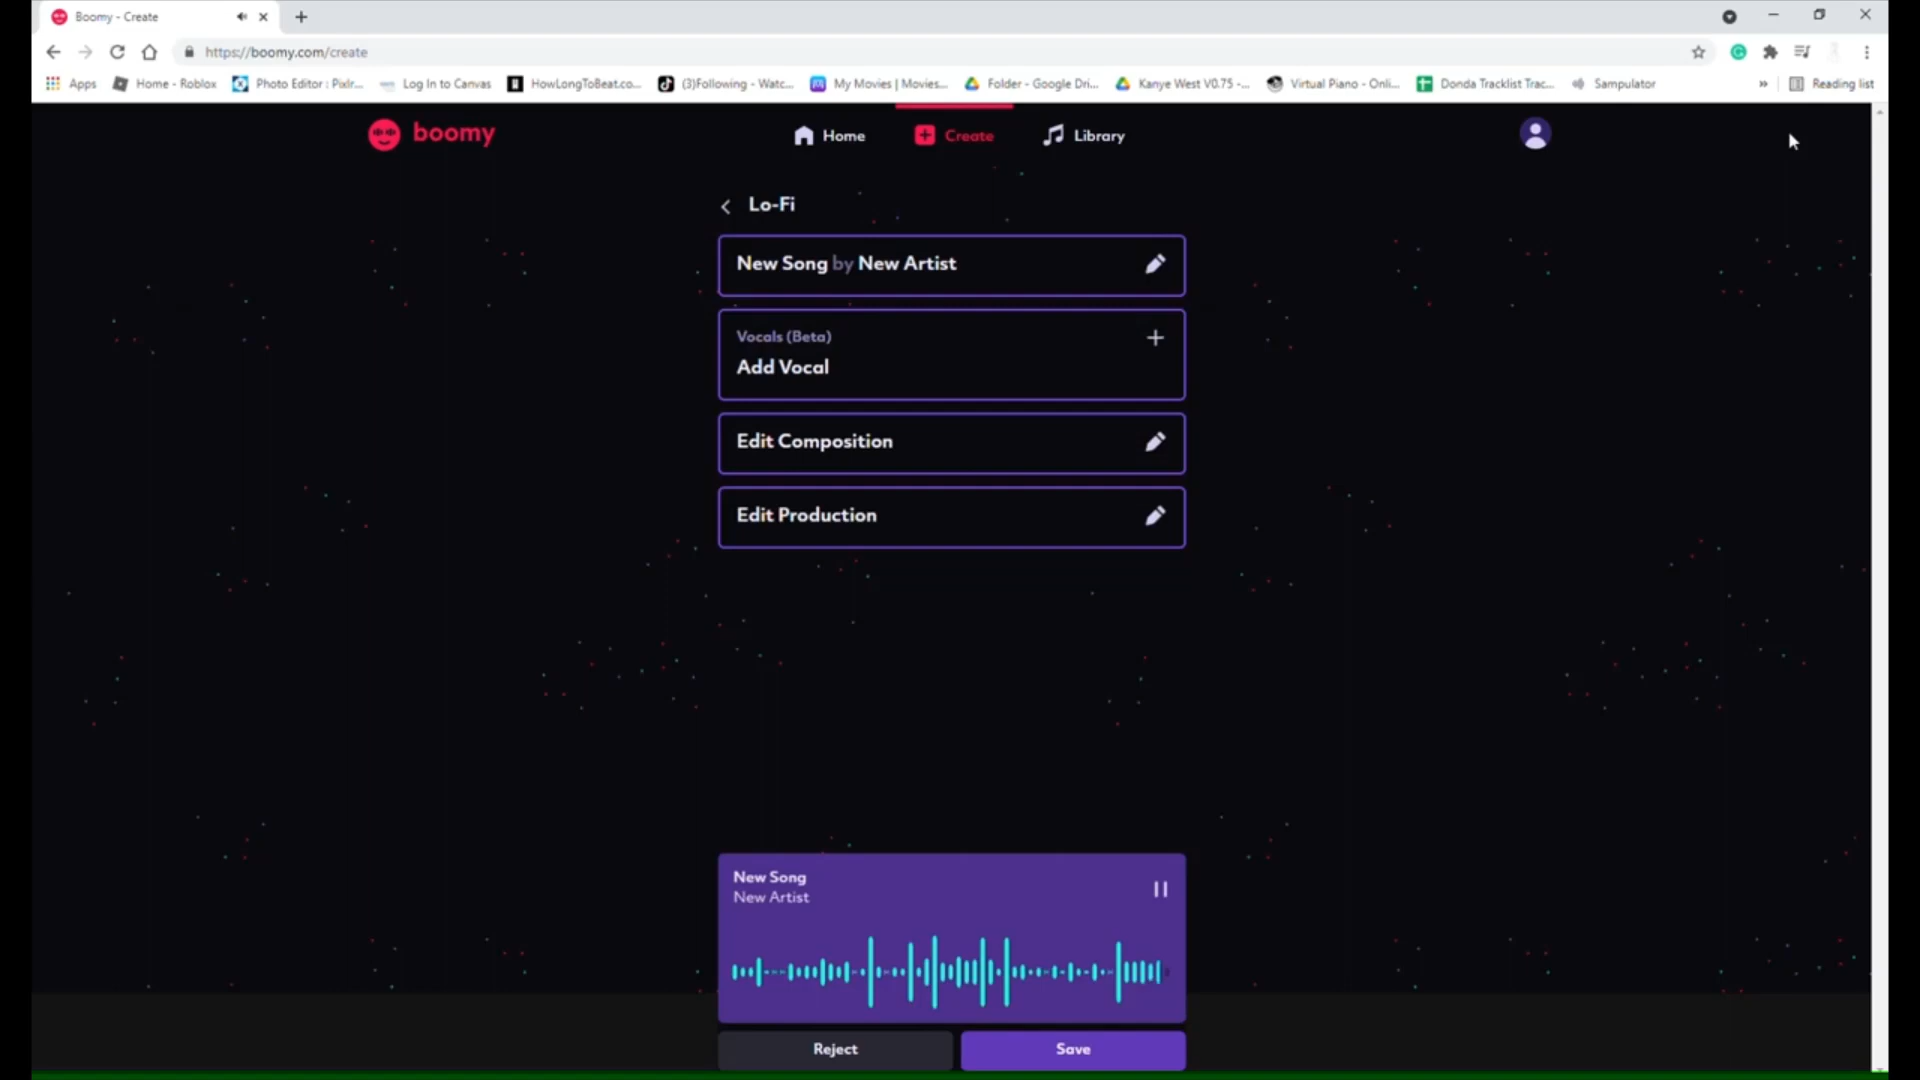 Boomy - Create
https://boomy.com/create
Apps Home - Roblox Photo Editor : Pixlr... Log In to Canvas HowLongToBeat.co... (3)Following - Watc... My Movies | Movies... Folder - Google Dri... Kanye West V0.75 -... Virtual Piano - Onli... Donda Tracklist Trac... Sampulator » Reading list
boomy Home Create Library
Lo-Fi
New Song by New Artist
Vocals (Beta)
Add Vocal
Edit Composition
Edit Production
New Song
New Artist
Reject Save